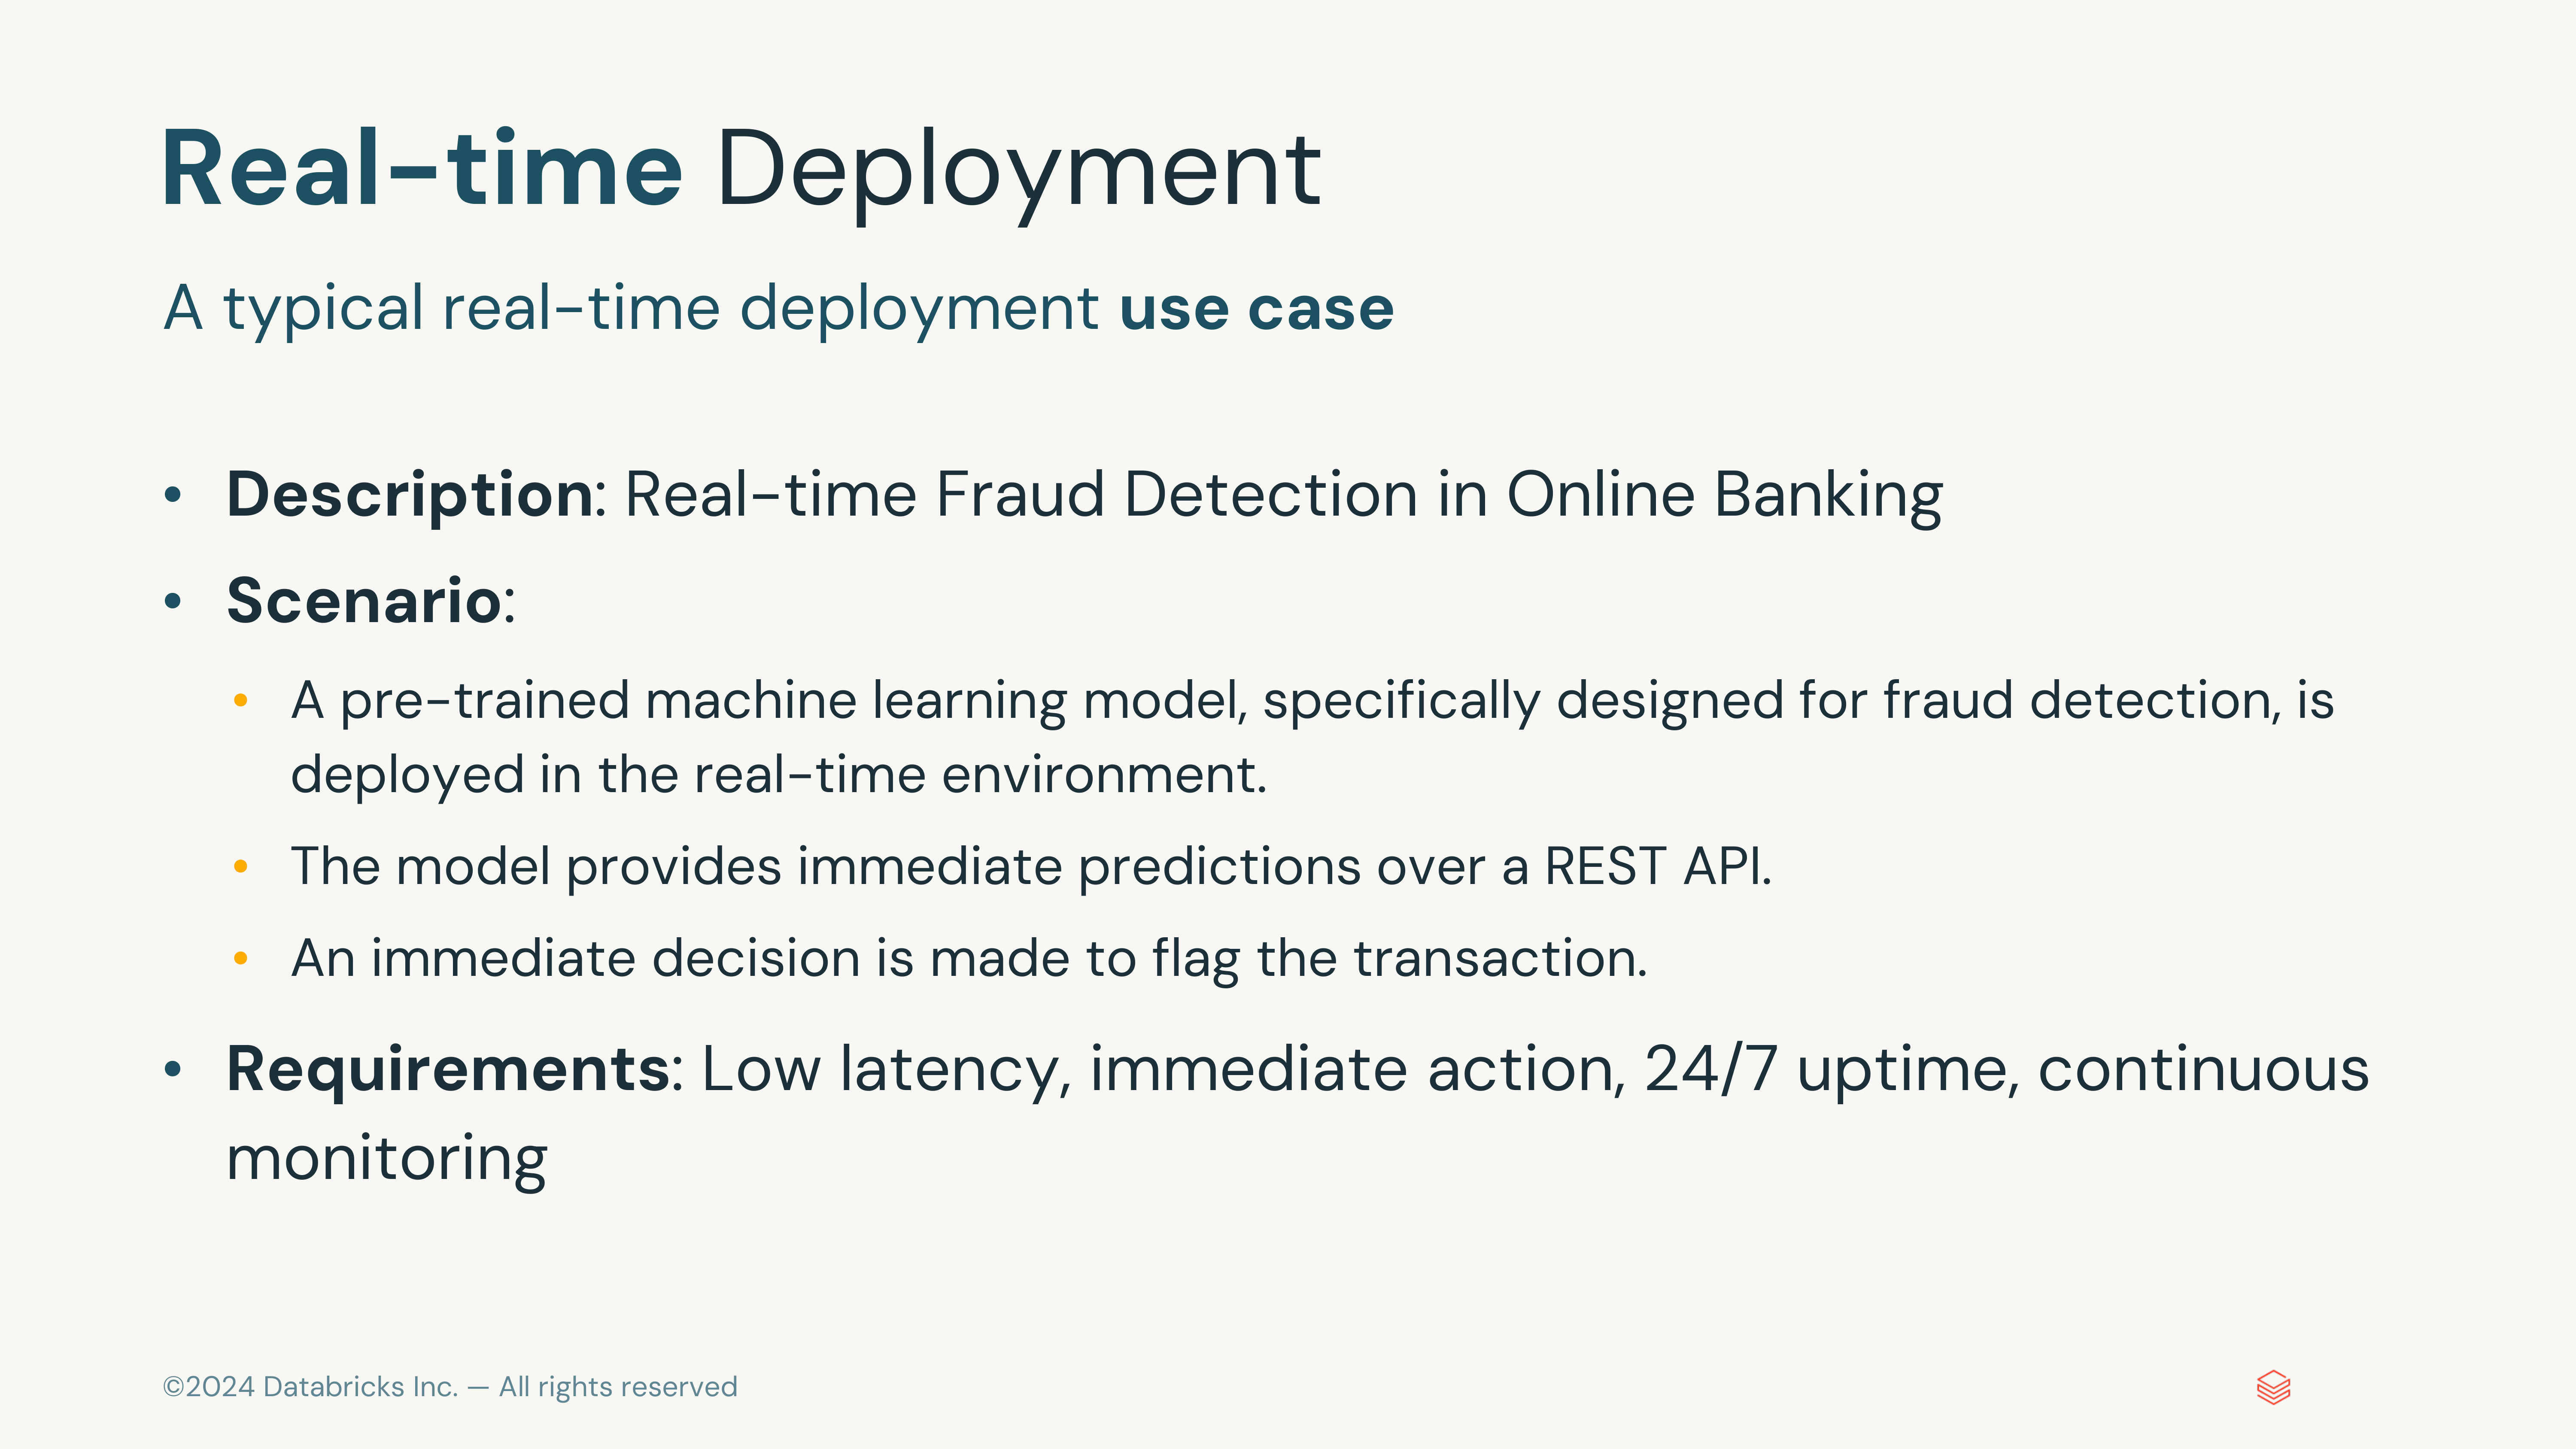 Real-time Deployment
A typical real-time deployment use case
• Description: Real-time Fraud Detection in Online Banking
• Scenario:
• A pre-trained machine learning model, specifically designed for fraud detection, is
deployed in the real-time environment.
• The model provides immediate predictions over a REST API.
• An immediate decision is made to flag the transaction.
• Requirements: Low latency, immediate action, 24/7 uptime, continuous
monitoring
©2024 Databricks Inc. — All rights reserved